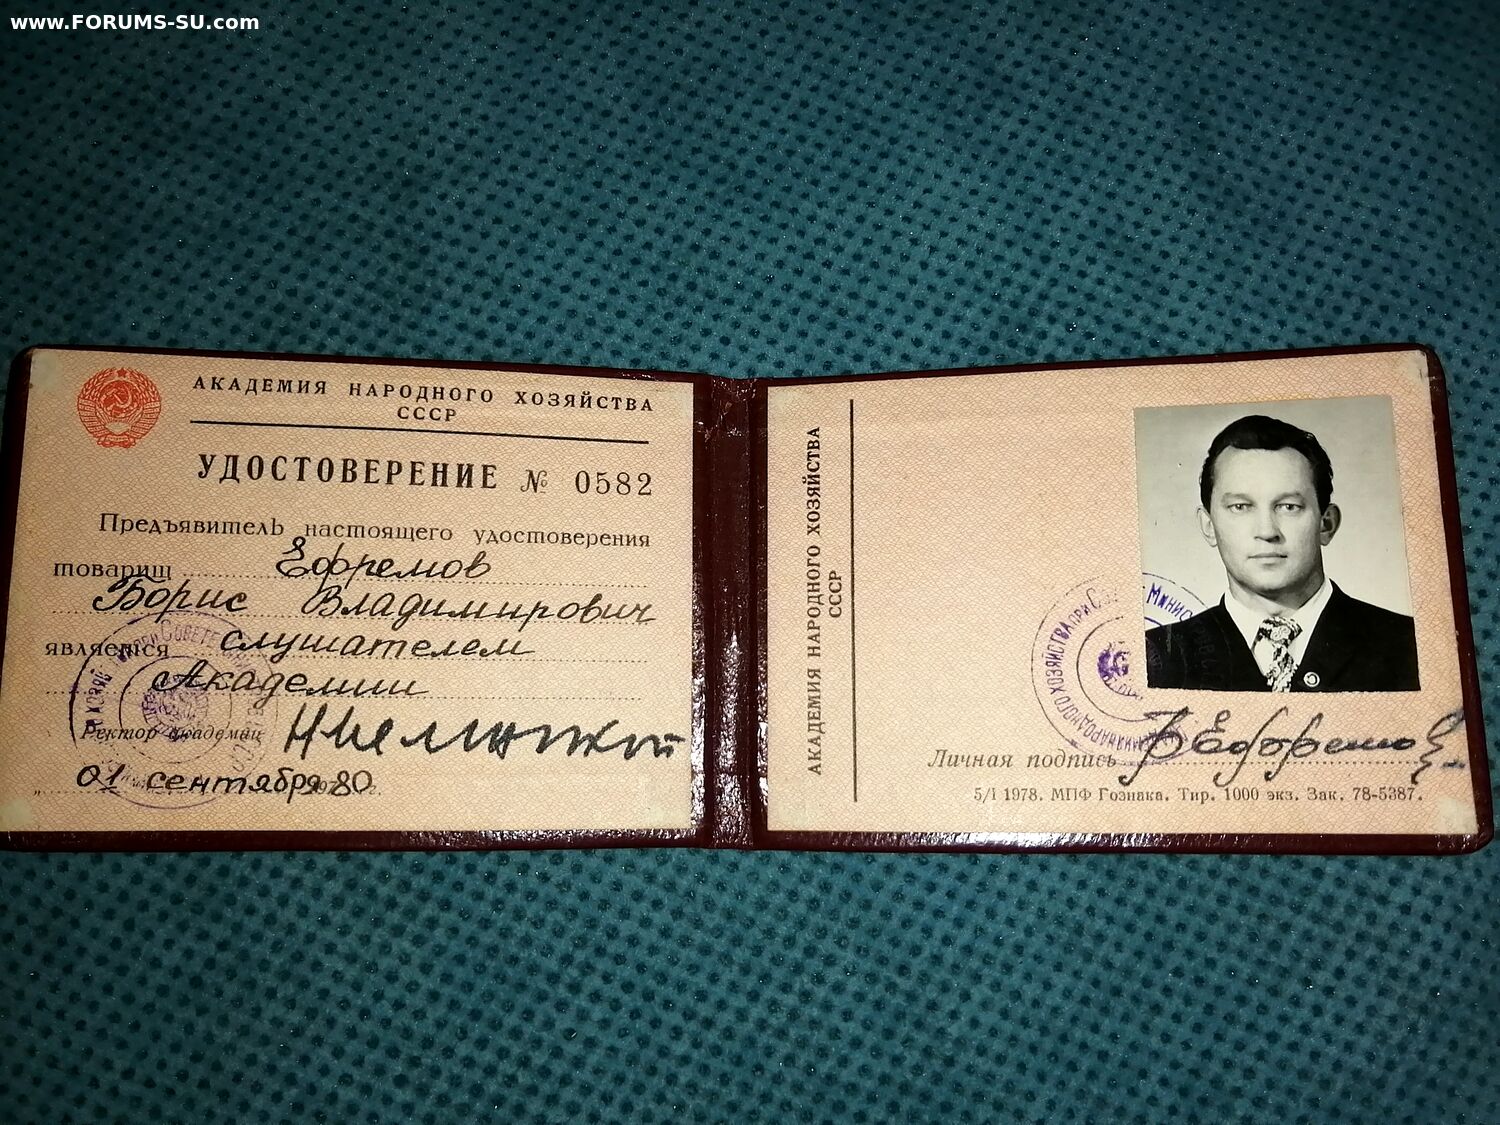 www.FORUMS-SU.com
АКАДЕМИЯ НАРОДНОГО ХОЗЯЙСТВА
СССР
УДОСТОВЕРЕНИЕ № 0582
Предъявитель настоящего удостоверения
товарищ Ефремов
Борис Владимирович
является слушателем
Академии
Ректор академии
01 сентября 80
АКАДЕМИЯ НАРОДНОГО ХОЗЯЙСТВА
СССР
Личная подпись БЕфремов
5/I 1978. МПФ Гознака. Тир. 1000 экз. Зак. 78-5387.